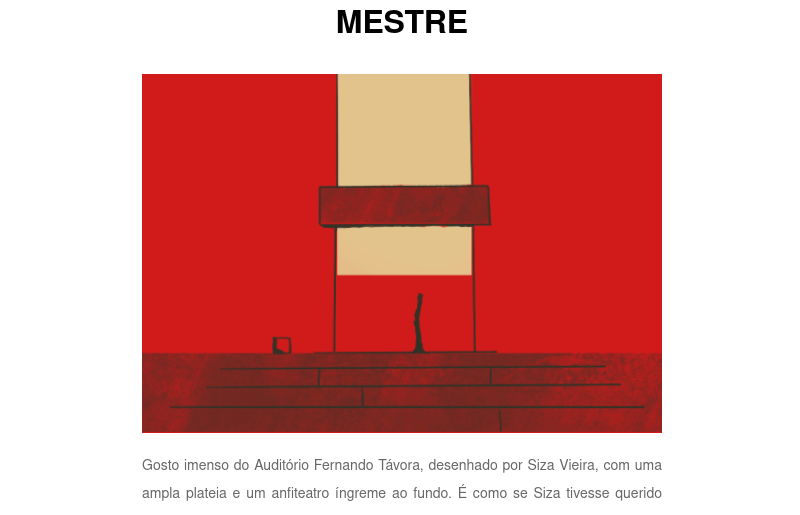 MESTRE
Gosto imenso do Auditório Fernando Távora, desenhado por Siza Vieira, com uma
ampla plateia e um anfiteatro íngreme ao fundo. É como se Siza tivesse querido